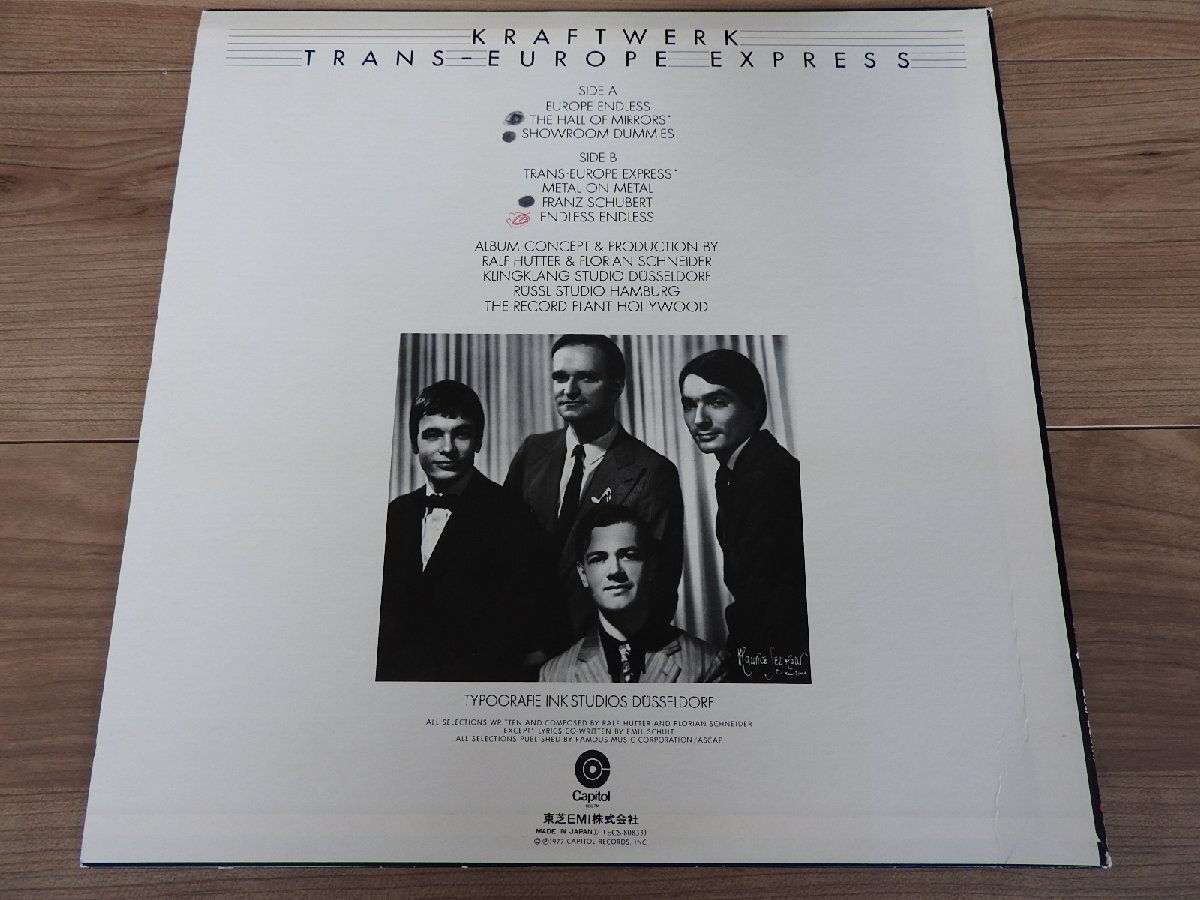 KRAFTWERK
TRANS-EUROPE EXPRESS
SIDE A
EUROPE ENDLESS
THE HALL OF MIRRORS*
SHOWROOM DUMMIES
SIDE B
TRANS-EUROPE EXPRESS*
METAL ON METAL
FRANZ SCHUBERT
ENDLESS ENDLESS
ALBUM CONCEPT & PRODUCTION BY
RALF HUTTER & FLORIAN SCHNEIDER
KLINGKLANG STUDIO DÜSSELDORF
RÜSSL STUDIO HAMBURG
THE RECORD PLANT HOLLYWOOD
Maurice
TYPOGRAFIE INK STUDIOS DÜSSELDORF
ALL SELECTIONS WRITTEN AND COMPOSED BY RALF HUTTER AND FLORIAN SCHNEIDER
EXCEPT* LYRICS CO-WRITTEN BY EMIL SCHULT
ALL SELECTIONS PUBLISHED BY FAMOUS MUSIC CORPORATION/ASCAP
Capitol
東芝EMI株式会社
MADE IN JAPAN
©℗1977 CAPITOL RECORDS, INC.